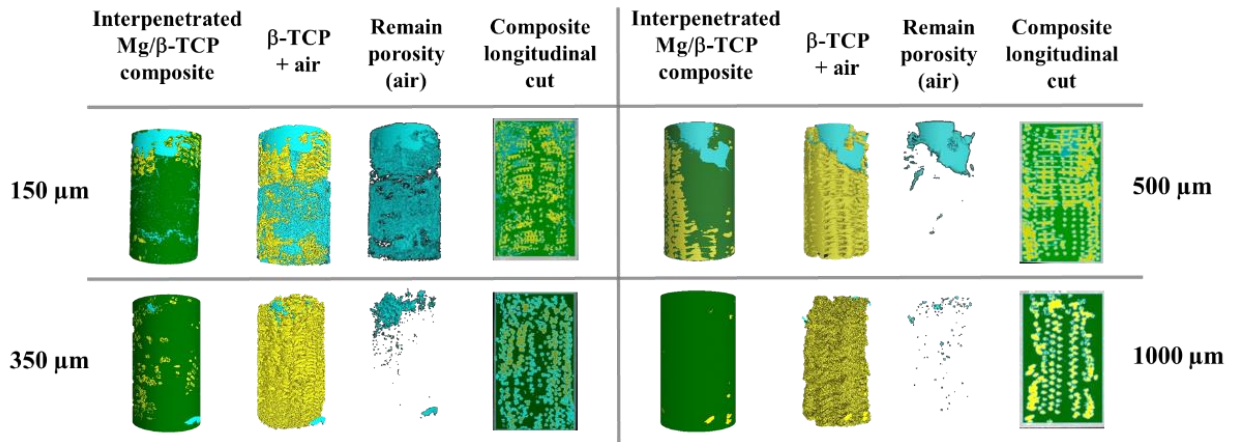 Interpenetrated
Mg/β-TCP
composite
β-TCP
+ air
Remain
porosity
(air)
Composite
longitudinal
cut
Interpenetrated
Mg/β-TCP
composite
β-TCP
+ air
Remain
porosity
(air)
Composite
longitudinal
cut
150 µm
500 µm
350 µm
1000 µm